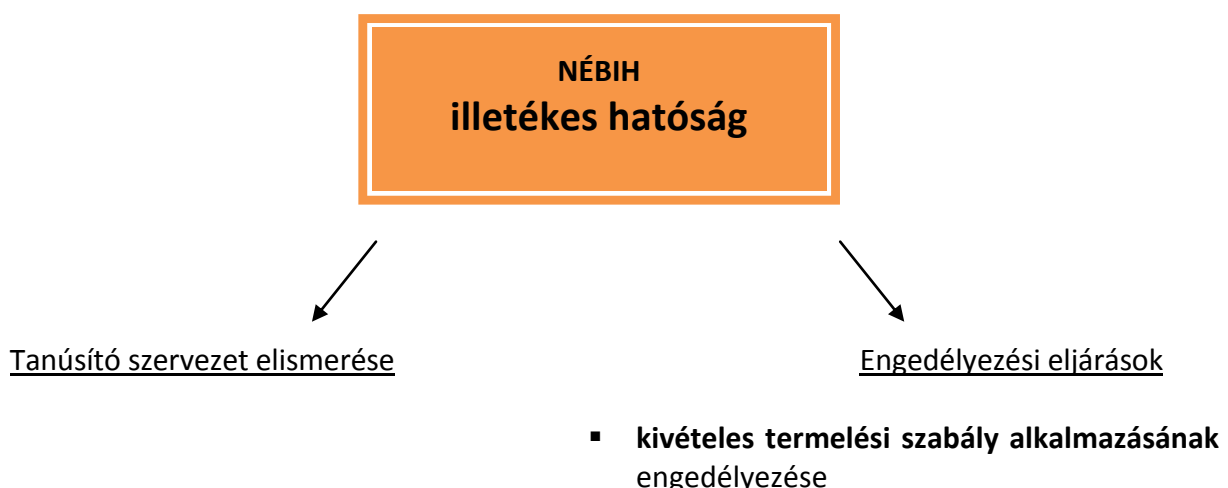 NÉBIH
illetékes hatóság
Tanúsító szervezet elismerése
Engedélyezési eljárások
▪ kivételes termelési szabály alkalmazásának
engedélyezése